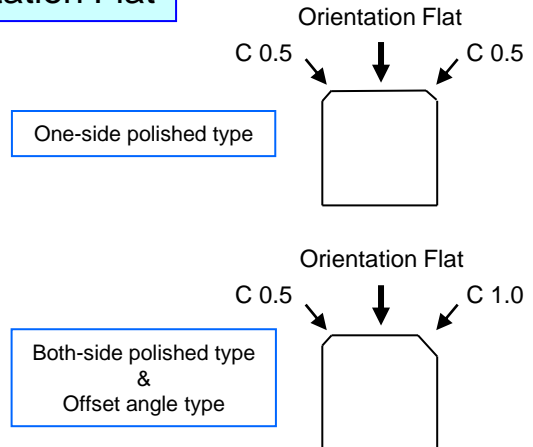 Flat
Orientation Flat
C 0.5
C 0.5
One-side polished type
Orientation Flat
C 0.5
C 1.0
Both-side polished type
&
Offset angle type